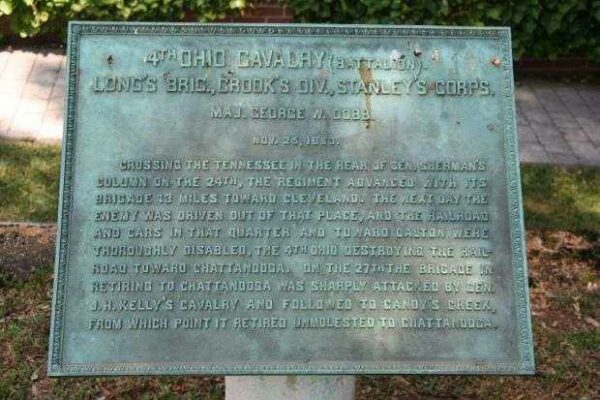 4TH OHIO CAVALRY (BATTALION),
LONG'S BRIG., CROOK'S DIV., STANLEY'S CORPS.
MAJ. GEORGE W. DOBB.
NOV. 25, 1863.
CROSSING THE TENNESSEE IN THE REAR OF GEN. SHERMAN'S
COLUMN ON THE 24TH, THE REGIMENT ADVANCED WITH ITS
BRIGADE 13 MILES TOWARD CLEVELAND. THE NEXT DAY THE
ENEMY WAS DRIVEN OUT OF THAT PLACE, AND THE RAILROAD
AND CARS IN THAT QUARTER AND TOWARD DALTON, WERE
THOROUGHLY DISABLED, THE 4TH OHIO DESTROYING THE RAIL-
ROAD TOWARD CHATTANOOGA. ON THE 27TH THE BRIGADE IN
RETIRING TO CHATTANOOGA WAS SHARPLY ATTACKED BY GEN.
J.H. KELLY'S CAVALRY AND FOLLOWED TO CANDY'S CREEK,
FROM WHICH POINT IT RETIRED UNMOLESTED TO CHATTANOOGA.